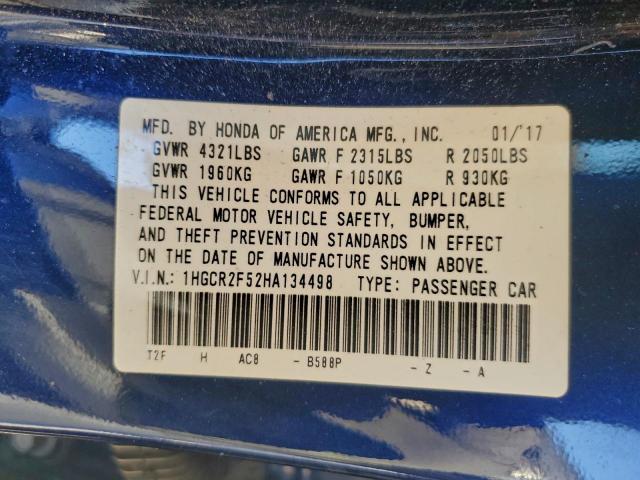 MFD. BY HONDA OF AMERICA MFG., INC. 01/'17
GVWR 4321LBS GAWR F 2315LBS R 2050LBS
GVWR 1960KG GAWR F 1050KG R 930KG
THIS VEHICLE CONFORMS TO ALL APPLICABLE
FEDERAL MOTOR VEHICLE SAFETY, BUMPER,
AND THEFT PREVENTION STANDARDS IN EFFECT
ON THE DATE OF MANUFACTURE SHOWN ABOVE.
V.I.N.: 1HGCR2F52HA134498 TYPE: PASSENGER CAR
T2F H AC8 - B588P - Z - A